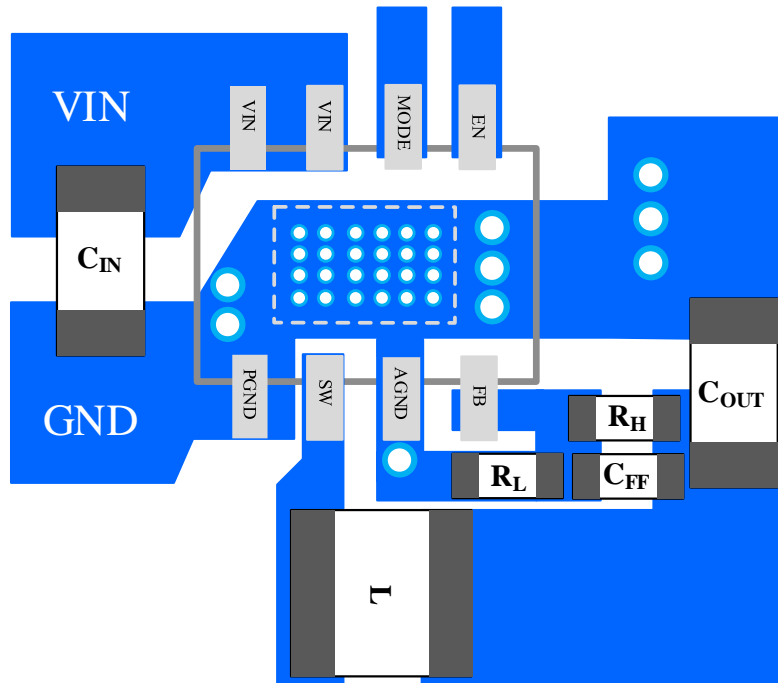 VIN
VIN
VIN
MODE
EN
CIN
GND
PGND
SW
AGND
FB
COUT
RH
RL
CFF
L